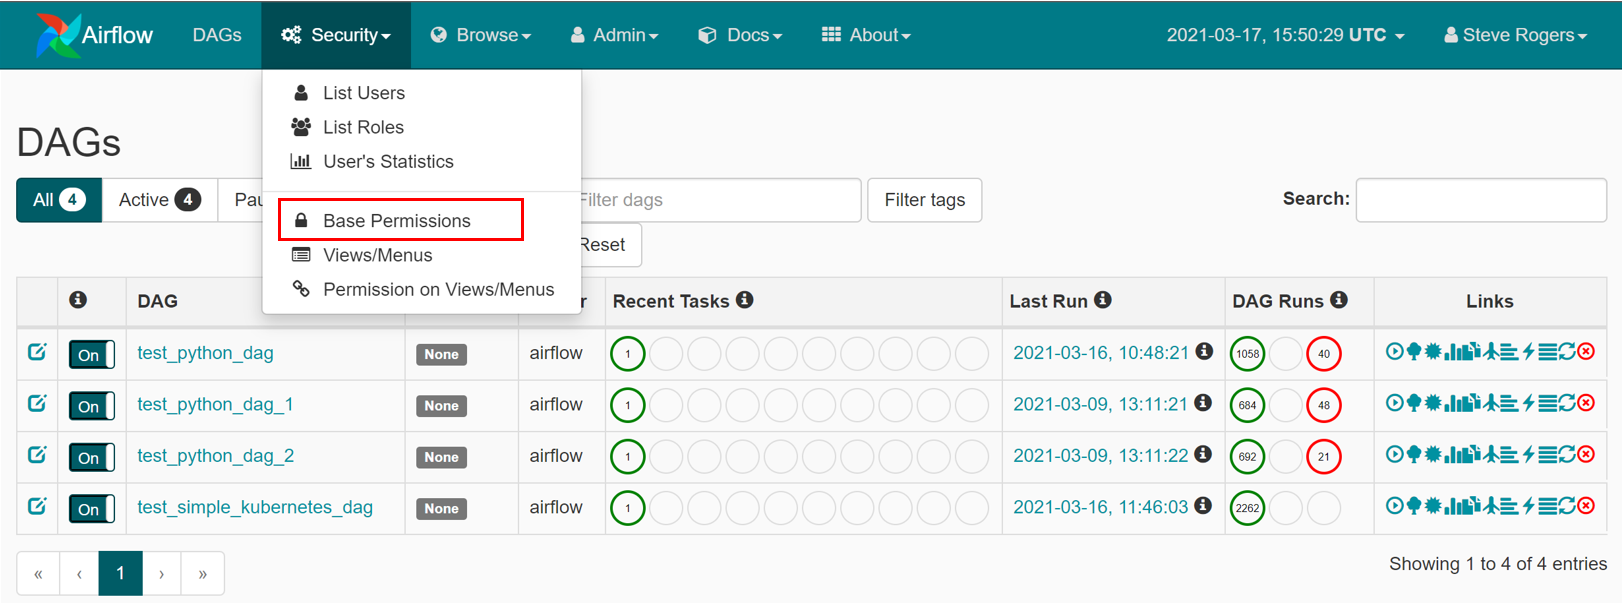 Airflow DAGs Security Browse Admin Docs About 2021-03-17, 15:50:29 UTC Steve Rogers
List Users
List Roles
User's Statistics
Base Permissions
Views/Menus
Permission on Views/Menus
DAGs
All 4 Active 4 Pau Filter dags Filter tags Search:
Reset
DAG r Recent Tasks Last Run DAG Runs Links
On test_python_dag None airflow 1 2021-03-16, 10:48:21 1058 40
On test_python_dag_1 None airflow 1 2021-03-09, 13:11:21 684 48
On test_python_dag_2 None airflow 1 2021-03-09, 13:11:22 692 21
On test_simple_kubernetes_dag None airflow 1 2021-03-16, 11:46:03 2262
« ‹ 1 › » Showing 1 to 4 of 4 entries